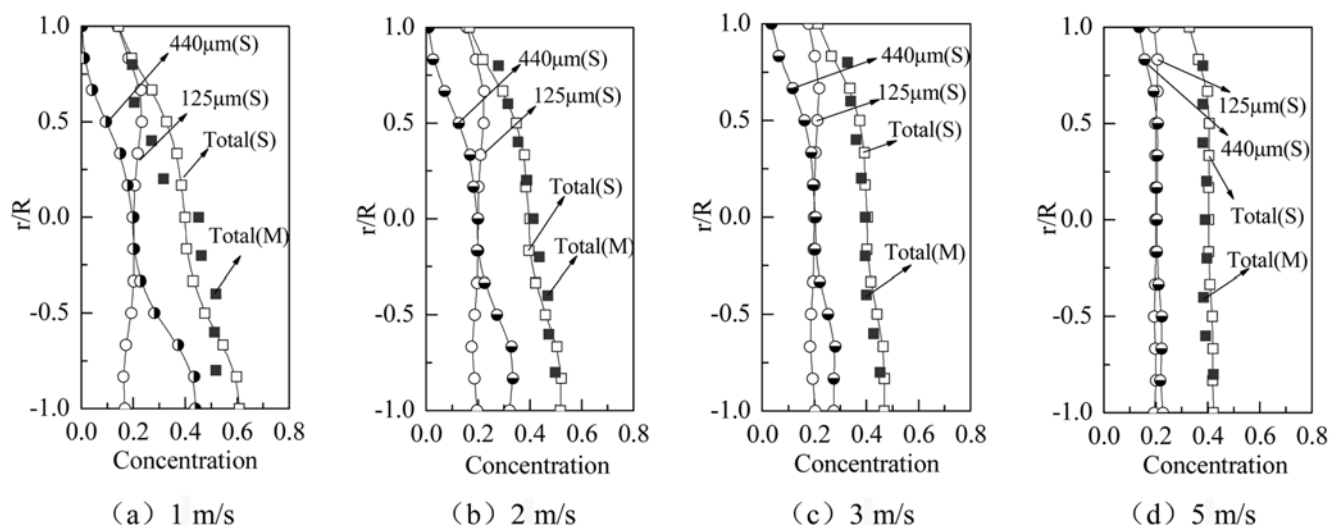 1.0
440μm(S)
125μm(S)
0.5
Total(S)
r/R
0.0
Total(M)
-0.5
-1.0
0.0 0.2 0.4 0.6 0.8
Concentration
(a) 1 m/s
1.0
440μm(S)
125μm(S)
0.5
r/R
0.0
Total(S)
Total(M)
-0.5
-1.0
0.0 0.2 0.4 0.6 0.8
Concentration
(b) 2 m/s
1.0
440μm(S)
125μm(S)
0.5
Total(S)
r/R
0.0
Total(M)
-0.5
-1.0
0.0 0.2 0.4 0.6 0.8
Concentration
(c) 3 m/s
1.0
125μm(S)
0.5
440μm(S)
r/R
0.0
Total(S)
Total(M)
-0.5
-1.0
0.0 0.2 0.4 0.6 0.8
Concentration
(d) 5 m/s